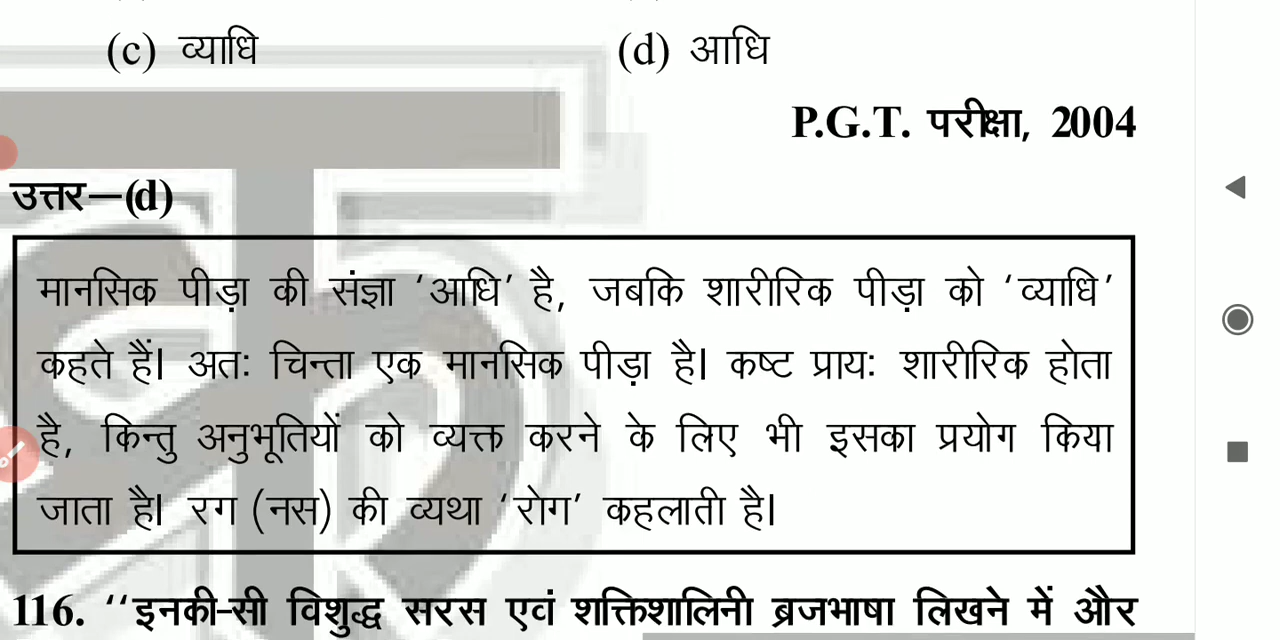 (c) व्याधि (d) आधि
P.G.T. परीक्षा, 2004
उत्तर—(d)
मानसिक पीड़ा की संज्ञा ‘आधि’ है, जबकि शारीरिक पीड़ा को ‘व्याधि’
कहते हैं। अतः चिन्ता एक मानसिक पीड़ा है। कष्ट प्रायः शारीरिक होता
है, किन्तु अनुभूतियों को व्यक्त करने के लिए भी इसका प्रयोग किया
जाता है। रग (नस) की व्यथा ‘रोग’ कहलाती है।
116. ‘‘इनकी-सी विशुद्ध सरस एवं शक्तिशालिनी ब्रजभाषा लिखने में और